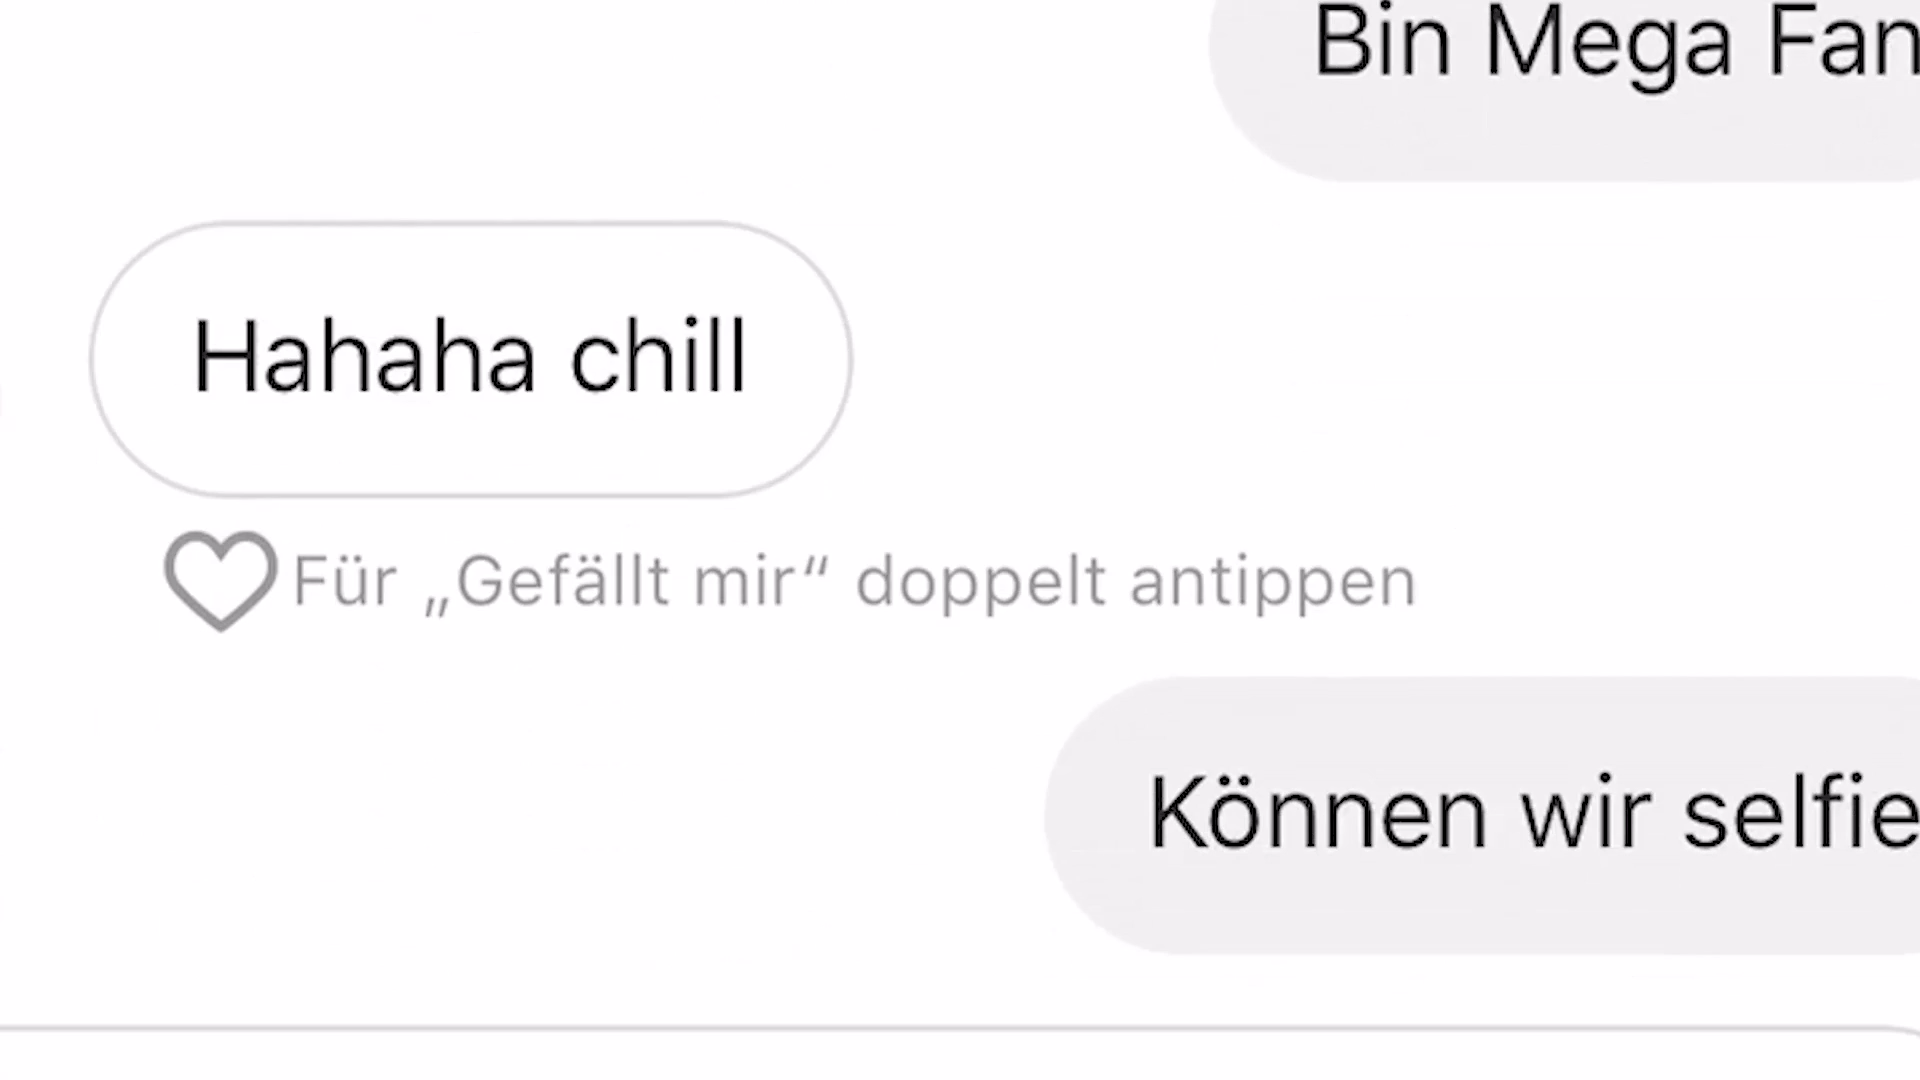 Bin Mega Fan
Hahaha chill
Für „Gefällt mir“ doppelt antippen
Können wir selfie